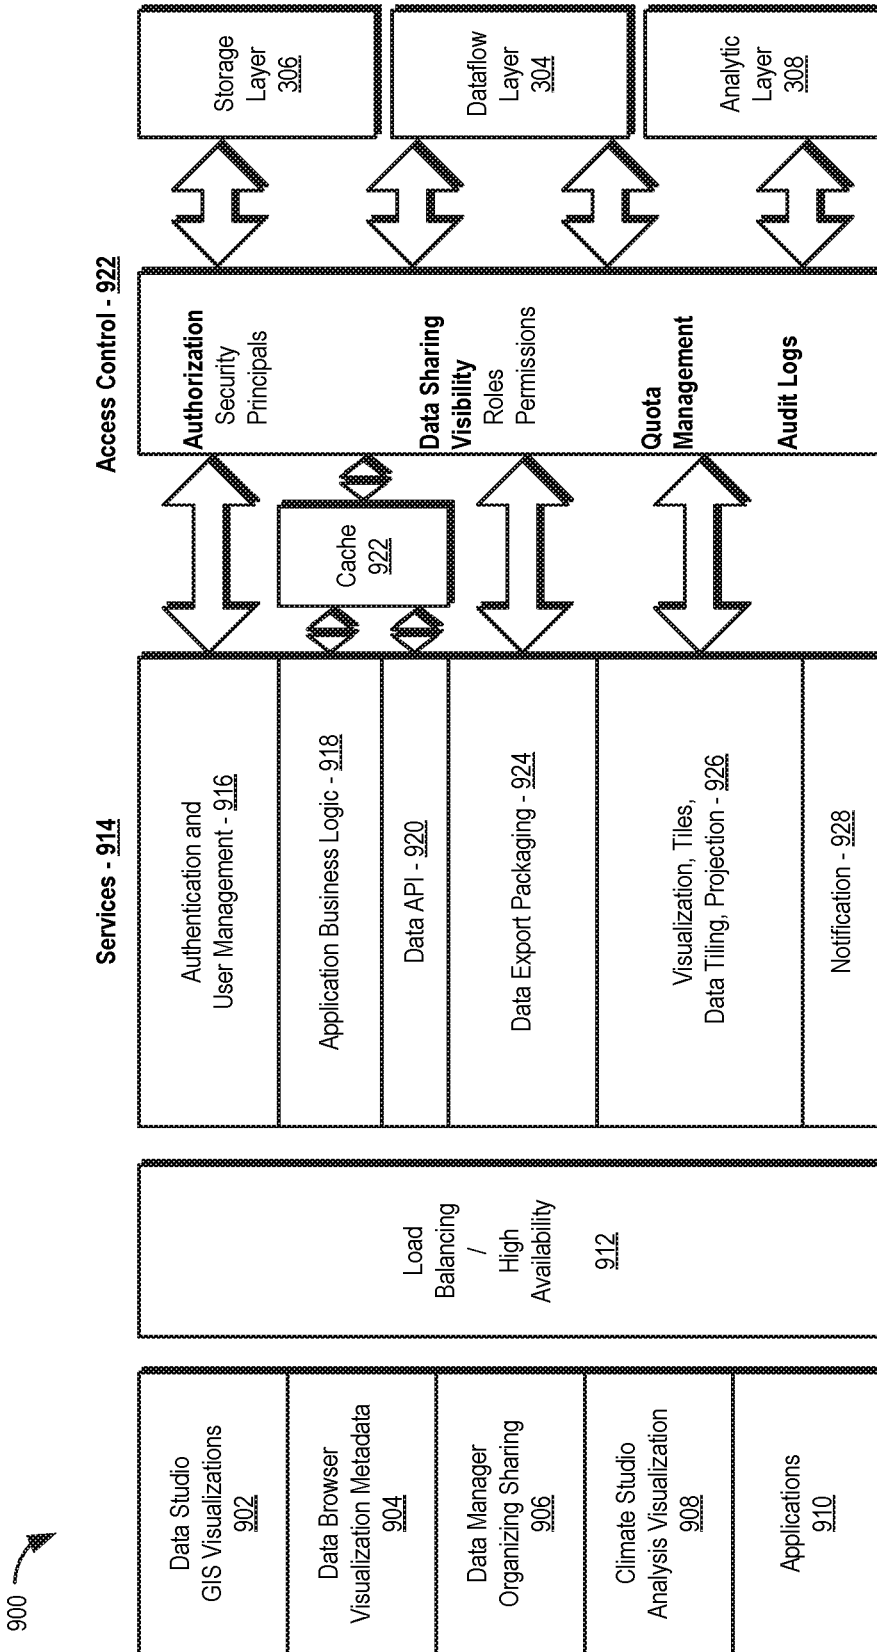 900
Data Studio
GIS Visualizations
902
Data Browser
Visualization Metadata
904
Data Manager
Organizing Sharing
906
Climate Studio
Analysis Visualization
908
Applications
910
Load
Balancing
/
High
Availability
912
Services - 914
Authentication and
User Management - 916
Application Business Logic - 918
Data API - 920
Data Export Packaging - 924
Visualization, Tiles,
Data Tiling, Projection - 926
Notification - 928
Cache
922
Access Control - 922
Authorization
Security
Principals
Data Sharing
Visibility
Roles
Permissions
Quota
Management
Audit Logs
Storage
Layer
306
Dataflow
Layer
304
Analytic
Layer
308